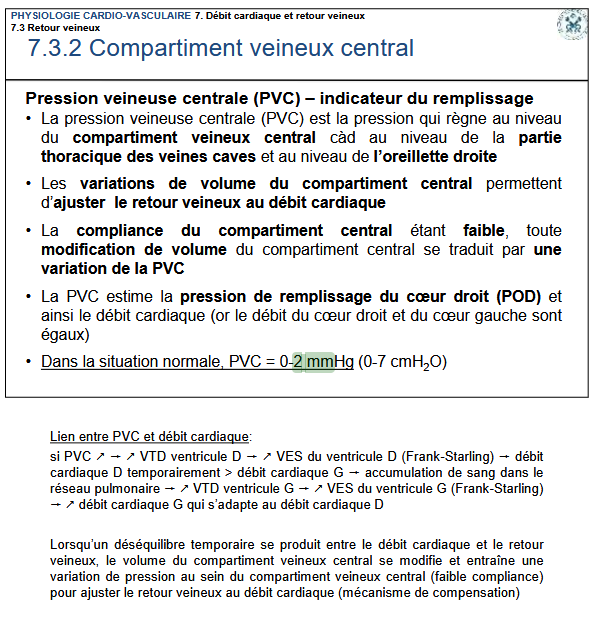 PHYSIOLOGIE CARDIO-VASCULAIRE 7. Débit cardiaque et retour veineux
7.3 Retour veineux
7.3.2 Compartiment veineux central
Pression veineuse centrale (PVC) – indicateur du remplissage
• La pression veineuse centrale (PVC) est la pression qui règne au niveau
du compartiment veineux central càd au niveau de la partie
thoracique des veines caves et au niveau de l'oreillette droite
• Les variations de volume du compartiment central permettent
d'ajuster le retour veineux au débit cardiaque
• La compliance du compartiment central étant faible, toute
modification de volume du compartiment central se traduit par une
variation de la PVC
• La PVC estime la pression de remplissage du cœur droit (POD) et
ainsi le débit cardiaque (or le débit du cœur droit et du cœur gauche sont
égaux)
• Dans la situation normale, PVC = 0-2 mmHg (0-7 cmH₂O)
Lien entre PVC et débit cardiaque:
si PVC ↗ → ↗ VTD ventricule D → ↗ VES du ventricule D (Frank-Starling) → débit
cardiaque D temporairement > débit cardiaque G → accumulation de sang dans le
réseau pulmonaire → ↗ VTD ventricule G → ↗ VES du ventricule G (Frank-Starling)
→ ↗ débit cardiaque G qui s'adapte au débit cardiaque D
Lorsqu'un déséquilibre temporaire se produit entre le débit cardiaque et le retour
veineux, le volume du compartiment veineux central se modifie et entraîne une
variation de pression au sein du compartiment veineux central (faible compliance)
pour ajuster le retour veineux au débit cardiaque (mécanisme de compensation)